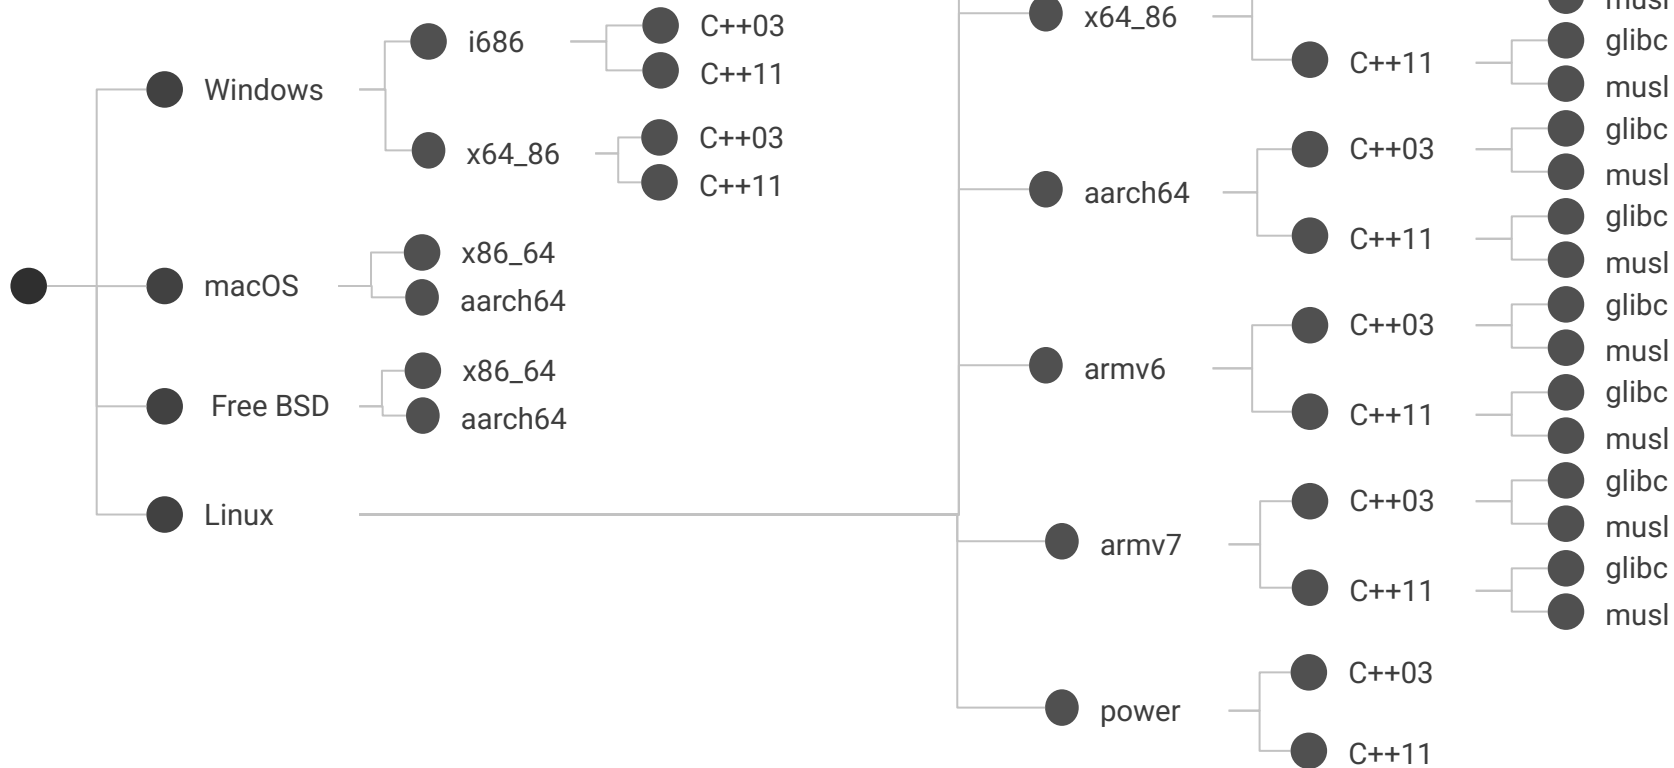 Windows
i686
C++03
C++11
x64_86
C++03
C++11
macOS
x86_64
aarch64
Free BSD
x86_64
aarch64
Linux
x64_86
musl
C++11
glibc
musl
aarch64
C++03
glibc
musl
C++11
glibc
musl
armv6
C++03
glibc
musl
C++11
glibc
musl
armv7
C++03
glibc
musl
C++11
glibc
musl
power
C++03
C++11